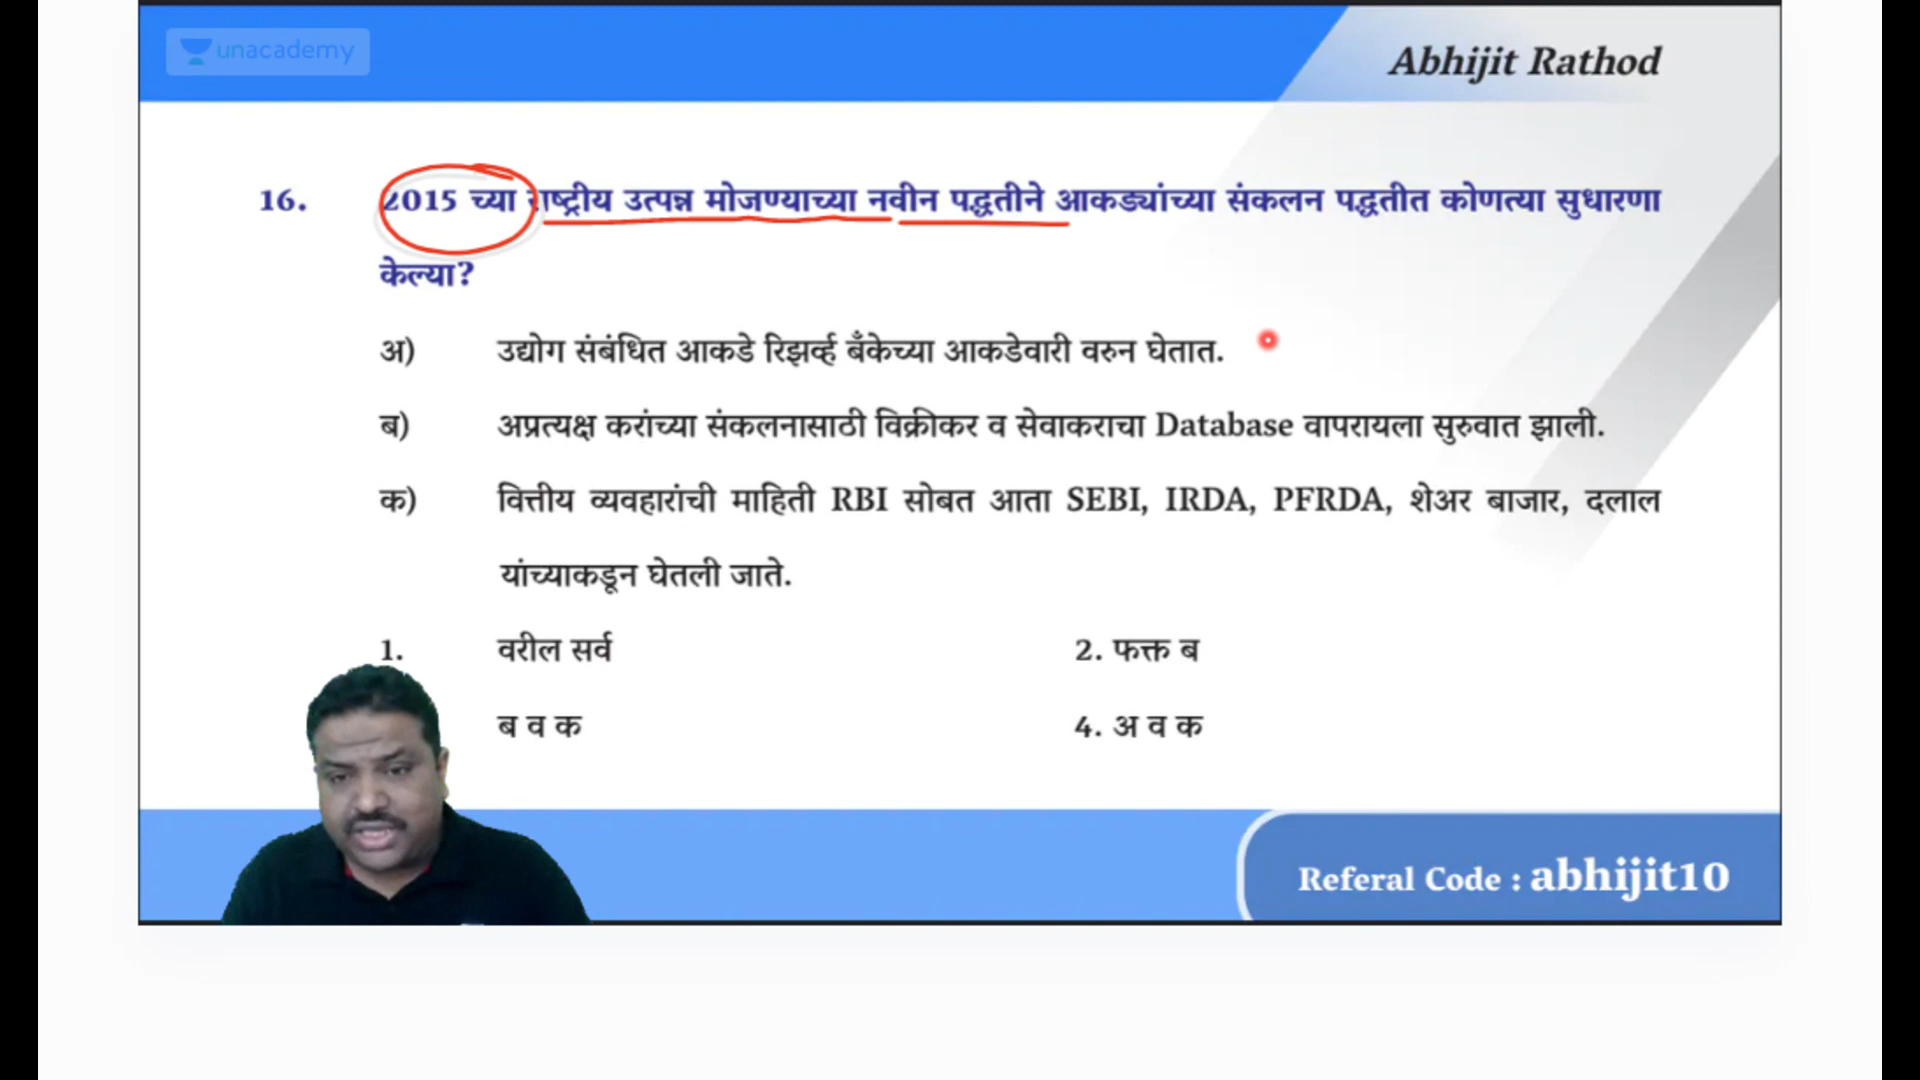 unacademy
Abhijit Rathod
16. 2015 च्या राष्ट्रीय उत्पन्न मोजण्याच्या नवीन पद्धतीने आकड्यांच्या संकलन पद्धतीत कोणत्या सुधारणा
केल्या?
अ) उद्योग संबंधित आकडे रिझर्व्ह बँकेच्या आकडेवारी वरुन घेतात.
ब) अप्रत्यक्ष करांच्या संकलनासाठी विक्रीकर व सेवाकराचा Database वापरायला सुरुवात झाली.
क) वित्तीय व्यवहारांची माहिती RBI सोबत आता SEBI, IRDA, PFRDA, शेअर बाजार, दलाल
यांच्याकडून घेतली जाते.
1. वरील सर्व 2. फक्त ब
ब व क 4. अ व क
Referal Code : abhijit10